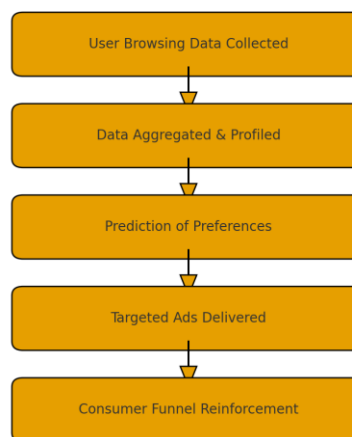 User Browsing Data Collected
Data Aggregated & Profiled
Prediction of Preferences
Targeted Ads Delivered
Consumer Funnel Reinforcement